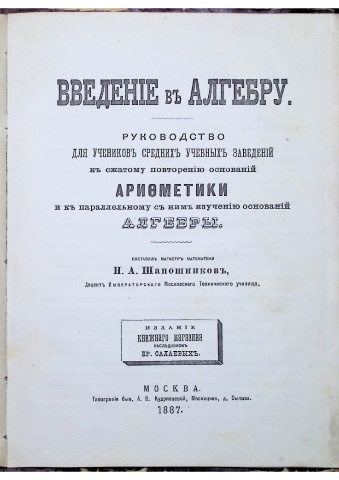 ВВЕДЕНІЕ въ АЛГЕБРУ.
РУКОВОДСТВО
ДЛЯ УЧЕНИКОВЪ СРЕДНИХЪ УЧЕБНЫХЪ ЗАВЕДЕНІЙ
къ сжатому повторенію основаній
АРИѲМЕТИКИ
и къ параллельному съ нимъ изученію основаній
АЛГЕБРЫ.
СОСТАВИЛЪ МАГИСТРЪ МАТЕМАТИКИ
Н. А. Шапошниковъ,
Доцентъ Императорскаго Московскаго Техническаго училища.
ИЗДАНІЕ
КНИЖНАГО МАГАЗИНА
НАСЛѢДНИКОВЪ
БР. САЛАЕВЫХЪ.
МОСКВА.
Типографія быв. А. В. Кудрявцевой, Мясницкая, д. Сытова.
1887.